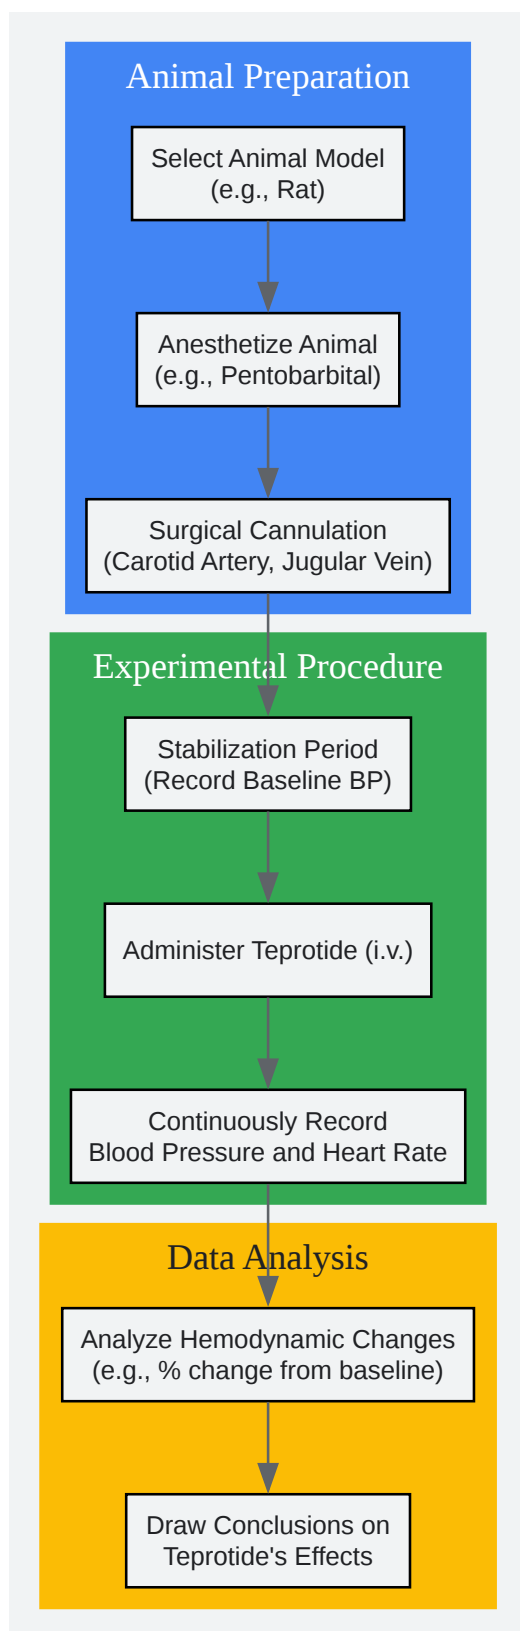 Animal Preparation
Select Animal Model
(e.g., Rat)
Anesthetize Animal
(e.g., Pentobarbital)
Surgical Cannulation
(Carotid Artery, Jugular Vein)
Experimental Procedure
Stabilization Period
(Record Baseline BP)
Administer Teprotide (i.v.)
Continuously Record
Blood Pressure and Heart Rate
Data Analysis
Analyze Hemodynamic Changes
(e.g., % change from baseline)
Draw Conclusions on
Teprotide's Effects